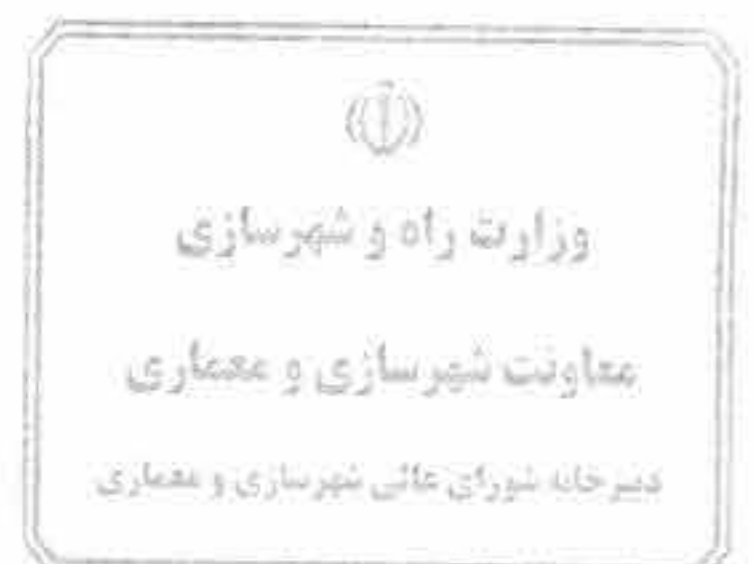 وزارت راه و شهرسازی
معاونت شهرسازی و معماری
دبیرخانه شورای عالی شهرسازی و معماری